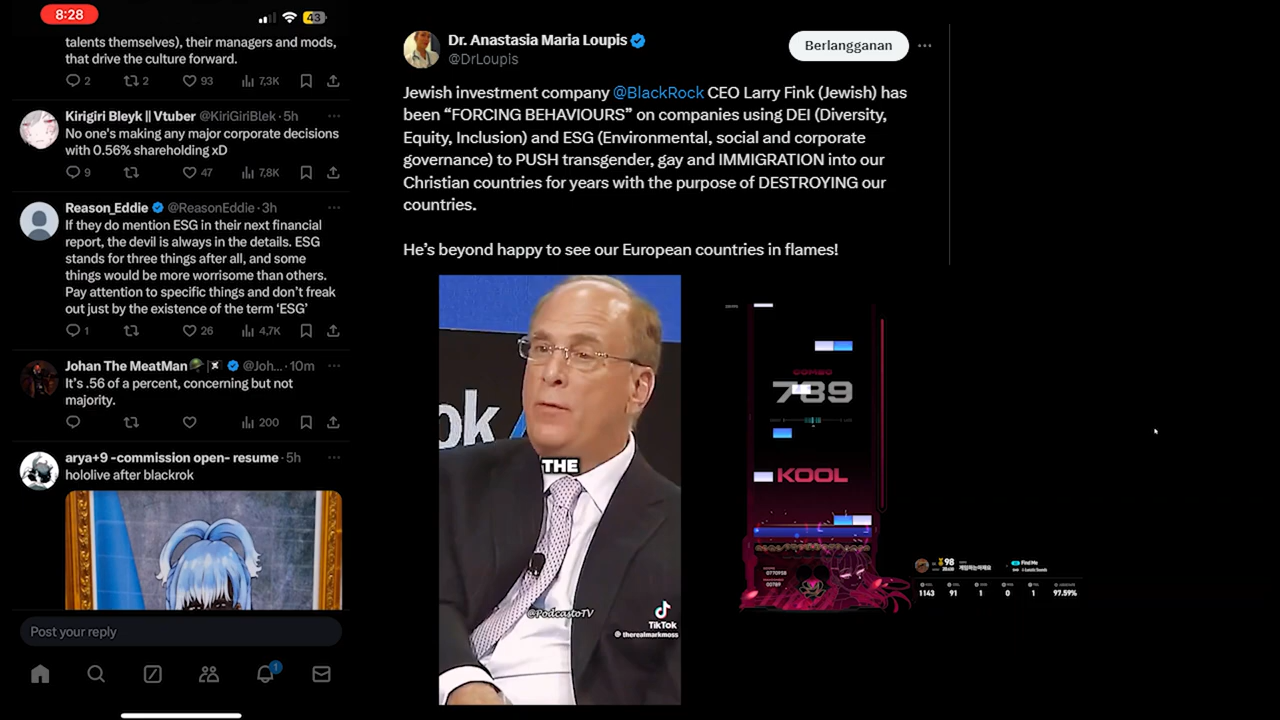 8:28
43
talents themselves), their managers and mods,
that drive the culture forward.
2 2 93 7,3K
Kirigiri Bleyk || Vtuber @KiriGiriBlek · 5h
No one's making any major corporate decisions
with 0.56% shareholding xD
9 47 7,8K
Reason_Eddie @ReasonEddie · 3h
If they do mention ESG in their next financial
report, the devil is always in the details. ESG
stands for three things after all, and some
things would be more worrisome than others.
Pay attention to specific things and don't freak
out just by the existence of the term 'ESG'
1 26 4,7K
Johan The MeatMan @Joh... · 10m
It's .56 of a percent, concerning but not
majority.
200
arya+9 -commission open- resume · 5h
hololive after blackrok
Post your reply
1
Dr. Anastasia Maria Loupis
@DrLoupis
Berlangganan
Jewish investment company @BlackRock CEO Larry Fink (Jewish) has
been “FORCING BEHAVIOURS” on companies using DEI (Diversity,
Equity, Inclusion) and ESG (Environmental, social and corporate
governance) to PUSH transgender, gay and IMMIGRATION into our
Christian countries for years with the purpose of DESTROYING our
countries.
He’s beyond happy to see our European countries in flames!
ok
THE
@PodcastoTV
TikTok
@therealmarkmoss
COMBO
789
KOOL
98
Find Me
1143 91 1 0 1 97.59%